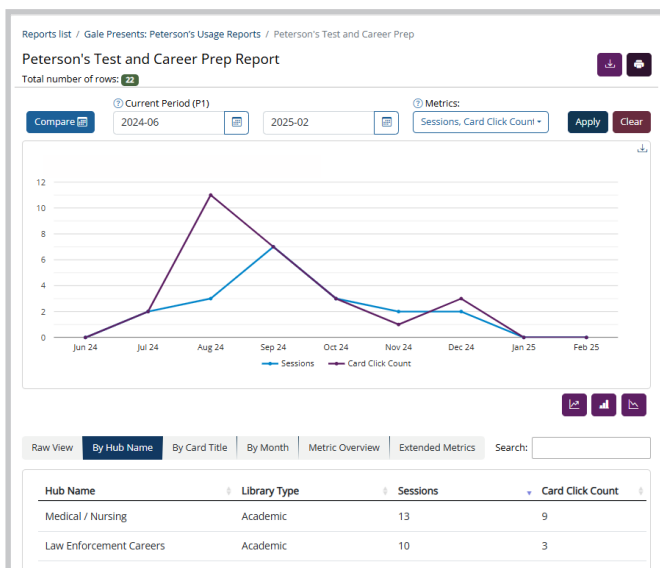 Reports list / Gale Presents: Peterson's Usage Reports / Peterson's Test and Career Prep
Peterson's Test and Career Prep Report
Total number of rows: 22
Current Period (P1) Metrics:
Compare 2024-06 2025-02 Sessions, Card Click Count Apply Clear
12
10
8
6
4
2
0
Jun 24 Jul 24 Aug 24 Sep 24 Oct 24 Nov 24 Dec 24 Jan 25 Feb 25
Sessions Card Click Count
Raw View By Hub Name By Card Title By Month Metric Overview Extended Metrics Search:
Hub Name Library Type Sessions Card Click Count
Medical / Nursing Academic 13 9
Law Enforcement Careers Academic 10 3